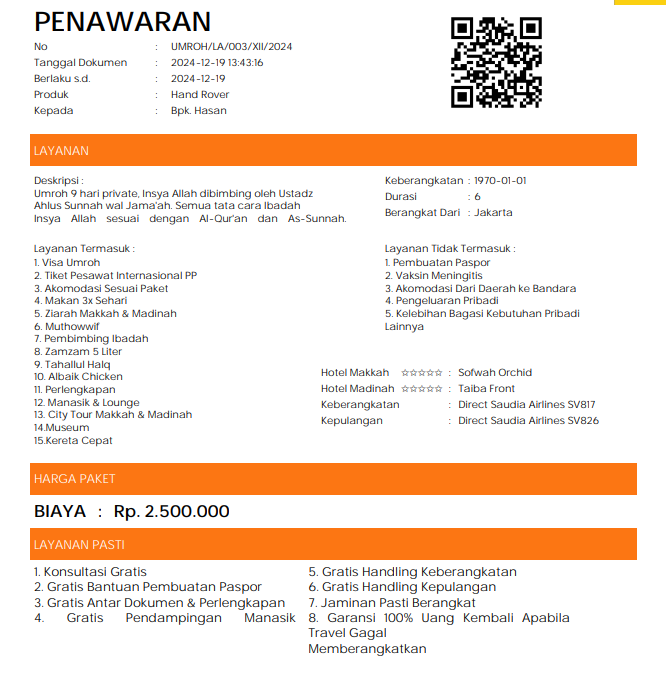 PENAWARAN
No : UMROH/LA/003/XII/2024
Tanggal Dokumen : 2024-12-19 13:43:16
Berlaku s.d. : 2024-12-19
Produk : Hand Rover
Kepada : Bpk. Hasan
LAYANAN
Deskripsi :
Umroh 9 hari private, Insya Allah dibimbing oleh Ustadz
Ahlus Sunnah wal Jama'ah. Semua tata cara Ibadah
Insya Allah sesuai dengan Al-Qur'an dan As-Sunnah.
Keberangkatan : 1970-01-01
Durasi : 6
Berangkat Dari : Jakarta
Layanan Termasuk :
1. Visa Umroh
2. Tiket Pesawat Internasional PP
3. Akomodasi Sesuai Paket
4. Makan 3x Sehari
5. Ziarah Makkah & Madinah
6. Muthowwif
7. Pembimbing Ibadah
8. Zamzam 5 Liter
9. Tahallul Halq
10. Albaik Chicken
11. Perlengkapan
12. Manasik & Lounge
13. City Tour Makkah & Madinah
14.Museum
15.Kereta Cepat
Layanan Tidak Termasuk :
1. Pembuatan Paspor
2. Vaksin Meningitis
3. Akomodasi Dari Daerah ke Bandara
4. Pengeluaran Pribadi
5. Kelebihan Bagasi Kebutuhan Pribadi
Lainnya
Hotel Makkah ☆☆☆☆☆ : Sofwah Orchid
Hotel Madinah ☆☆☆☆☆ : Taiba Front
Keberangkatan : Direct Saudia Airlines SV817
Kepulangan : Direct Saudia Airlines SV826
HARGA PAKET
BIAYA : Rp. 2.500.000
LAYANAN PASTI
1. Konsultasi Gratis
2. Gratis Bantuan Pembuatan Paspor
3. Gratis Antar Dokumen & Perlengkapan
4. Gratis Pendampingan Manasik
5. Gratis Handling Keberangkatan
6. Gratis Handling Kepulangan
7. Jaminan Pasti Berangkat
8. Garansi 100% Uang Kembali Apabila
Travel Gagal
Memberangkatkan